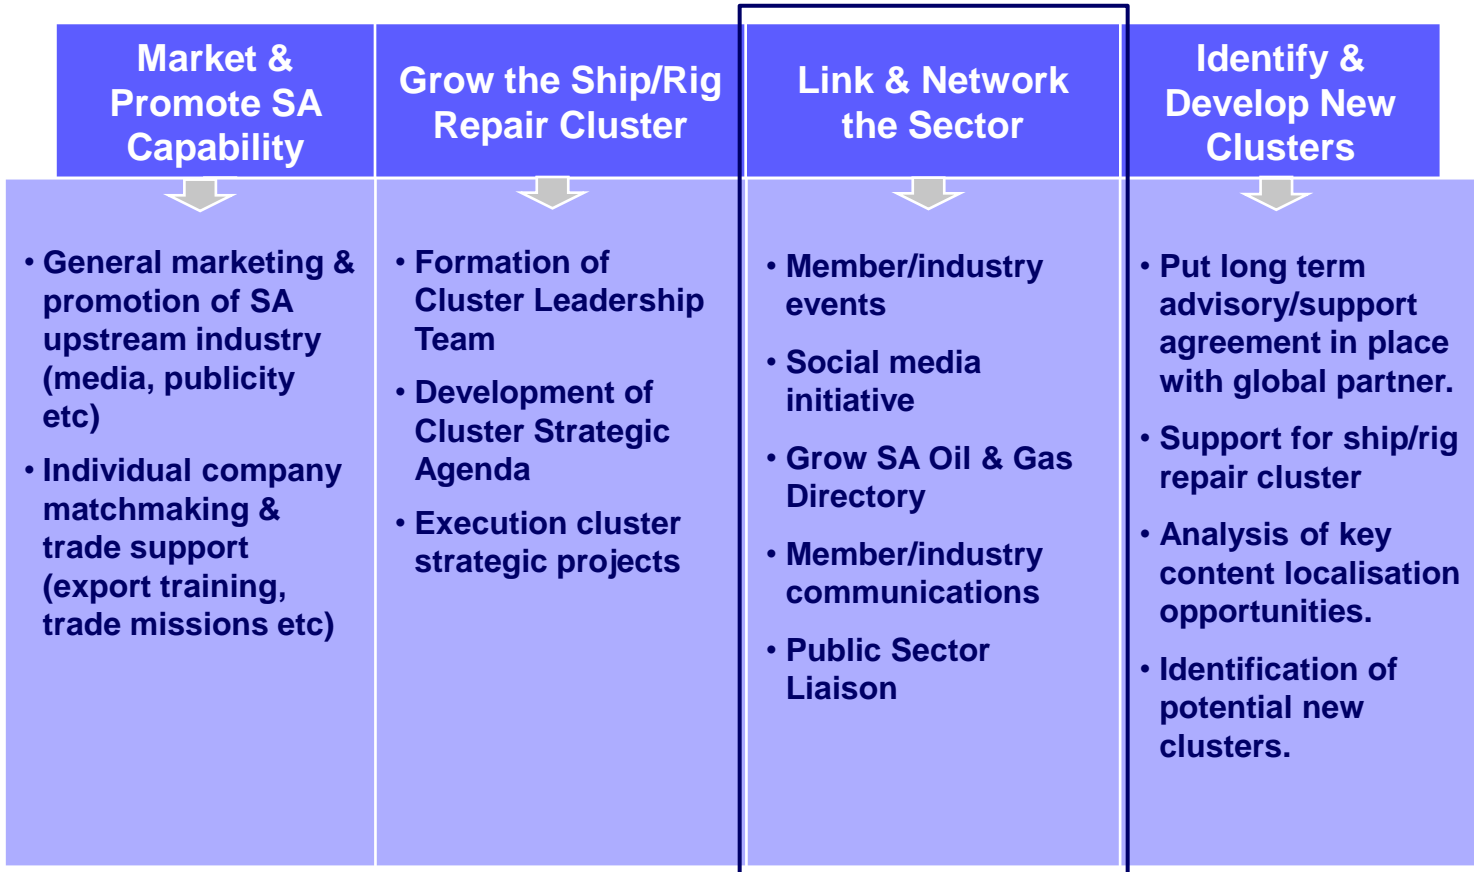 Market &
Promote SA
Capability
Grow the Ship/Rig
Repair Cluster
Link & Network
the Sector
Identify &
Develop New
Clusters
• General marketing &
promotion of SA
upstream industry
(media, publicity
etc)
• Individual company
matchmaking &
trade support
(export training,
trade missions etc)
• Formation of
Cluster Leadership
Team
• Development of
Cluster Strategic
Agenda
• Execution cluster
strategic projects
• Member/industry
events
• Social media
initiative
• Grow SA Oil & Gas
Directory
• Member/industry
communications
• Public Sector
Liaison
• Put long term
advisory/support
agreement in place
with global partner.
• Support for ship/rig
repair cluster
• Analysis of key
content localisation
opportunities.
• Identification of
potential new
clusters.